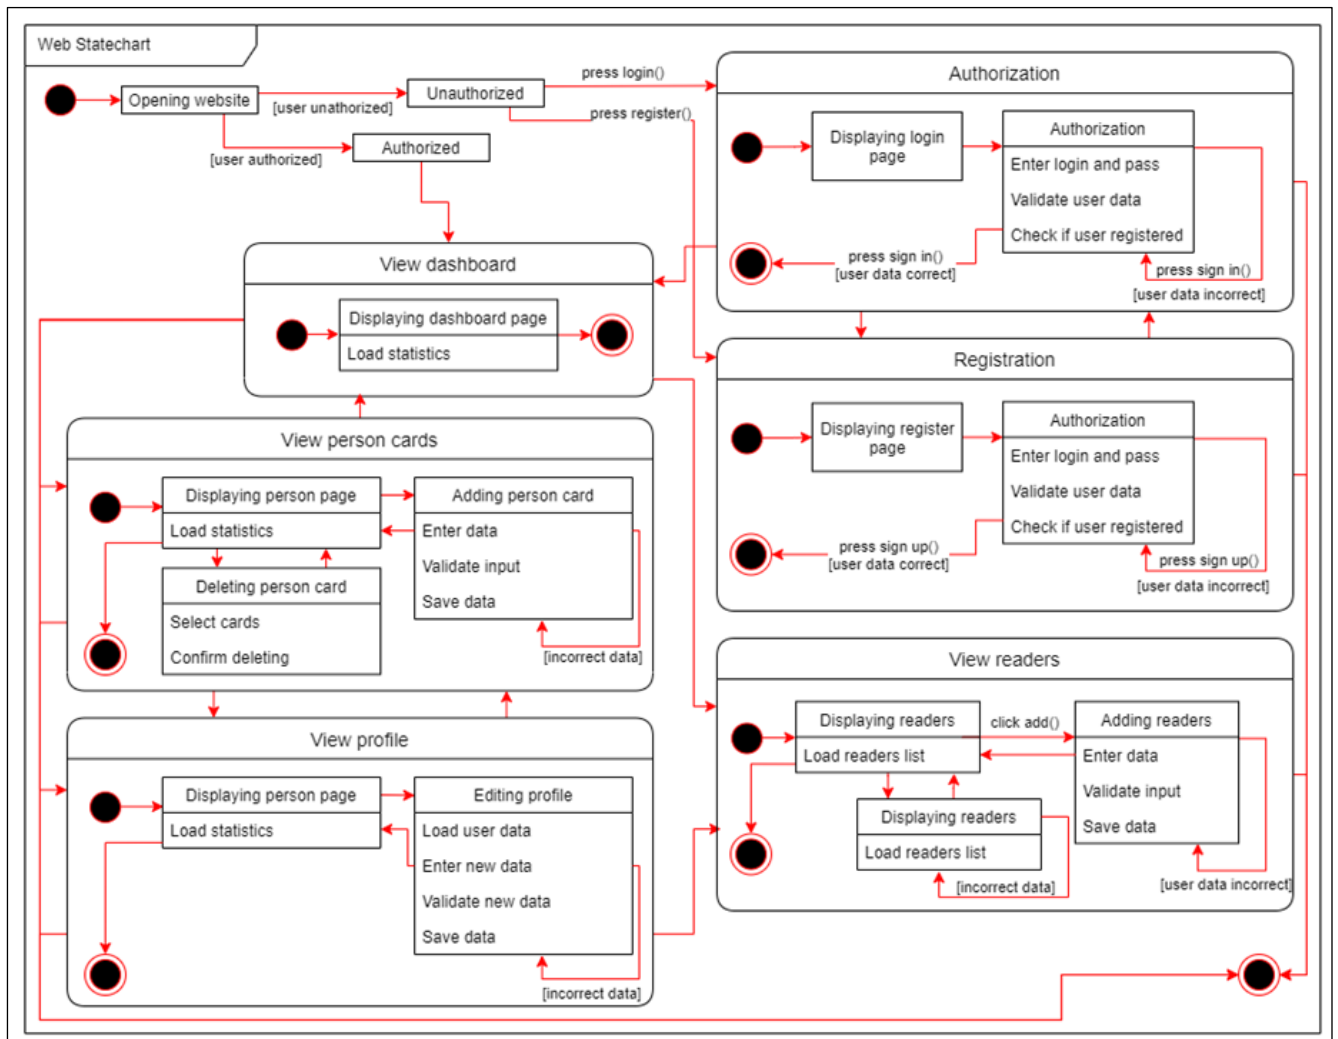 Web Statechart
Opening website
[user unathorized]
Unauthorized
press login()
press register()
[user authorized]
Authorized
Authorization
Displaying login
page
Authorization
Enter login and pass
Validate user data
Check if user registered
press sign in()
[user data correct]
press sign in()
[user data incorrect]
View dashboard
Displaying dashboard page
Load statistics
Registration
Displaying register
page
Authorization
Enter login and pass
Validate user data
Check if user registered
press sign up()
[user data correct]
press sign up()
[user data incorrect]
View person cards
Displaying person page
Load statistics
Adding person card
Enter data
Validate input
Save data
[incorrect data]
Deleting person card
Select cards
Confirm deleting
View profile
Displaying person page
Load statistics
Editing profile
Load user data
Enter new data
Validate new data
Save data
[incorrect data]
View readers
Displaying readers
Load readers list
click add()
Adding readers
Enter data
Validate input
Save data
[user data incorrect]
Displaying readers
Load readers list
[incorrect data]